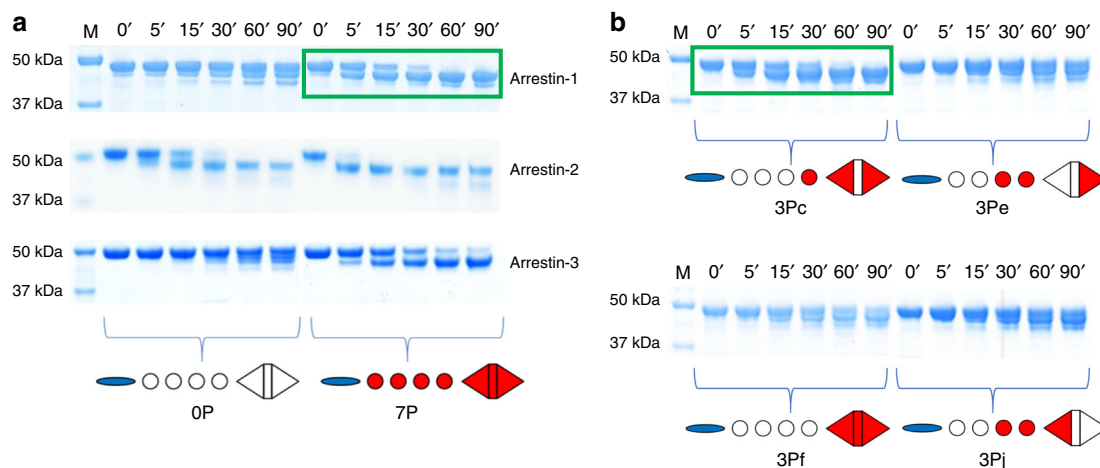 a
M 0′ 5′ 15′ 30′ 60′ 90′ 0′ 5′ 15′ 30′ 60′ 90′
50 kDa
Arrestin-1
37 kDa
50 kDa
Arrestin-2
37 kDa
50 kDa
Arrestin-3
37 kDa
0P 7P
b
M 0′ 5′ 15′ 30′ 60′ 90′ 0′ 5′ 15′ 30′ 60′ 90′
50 kDa
37 kDa
3Pc 3Pe
M 0′ 5′ 15′ 30′ 60′ 90′ 0′ 5′ 15′ 30′ 60′ 90′
50 kDa
37 kDa
3Pf 3Pj